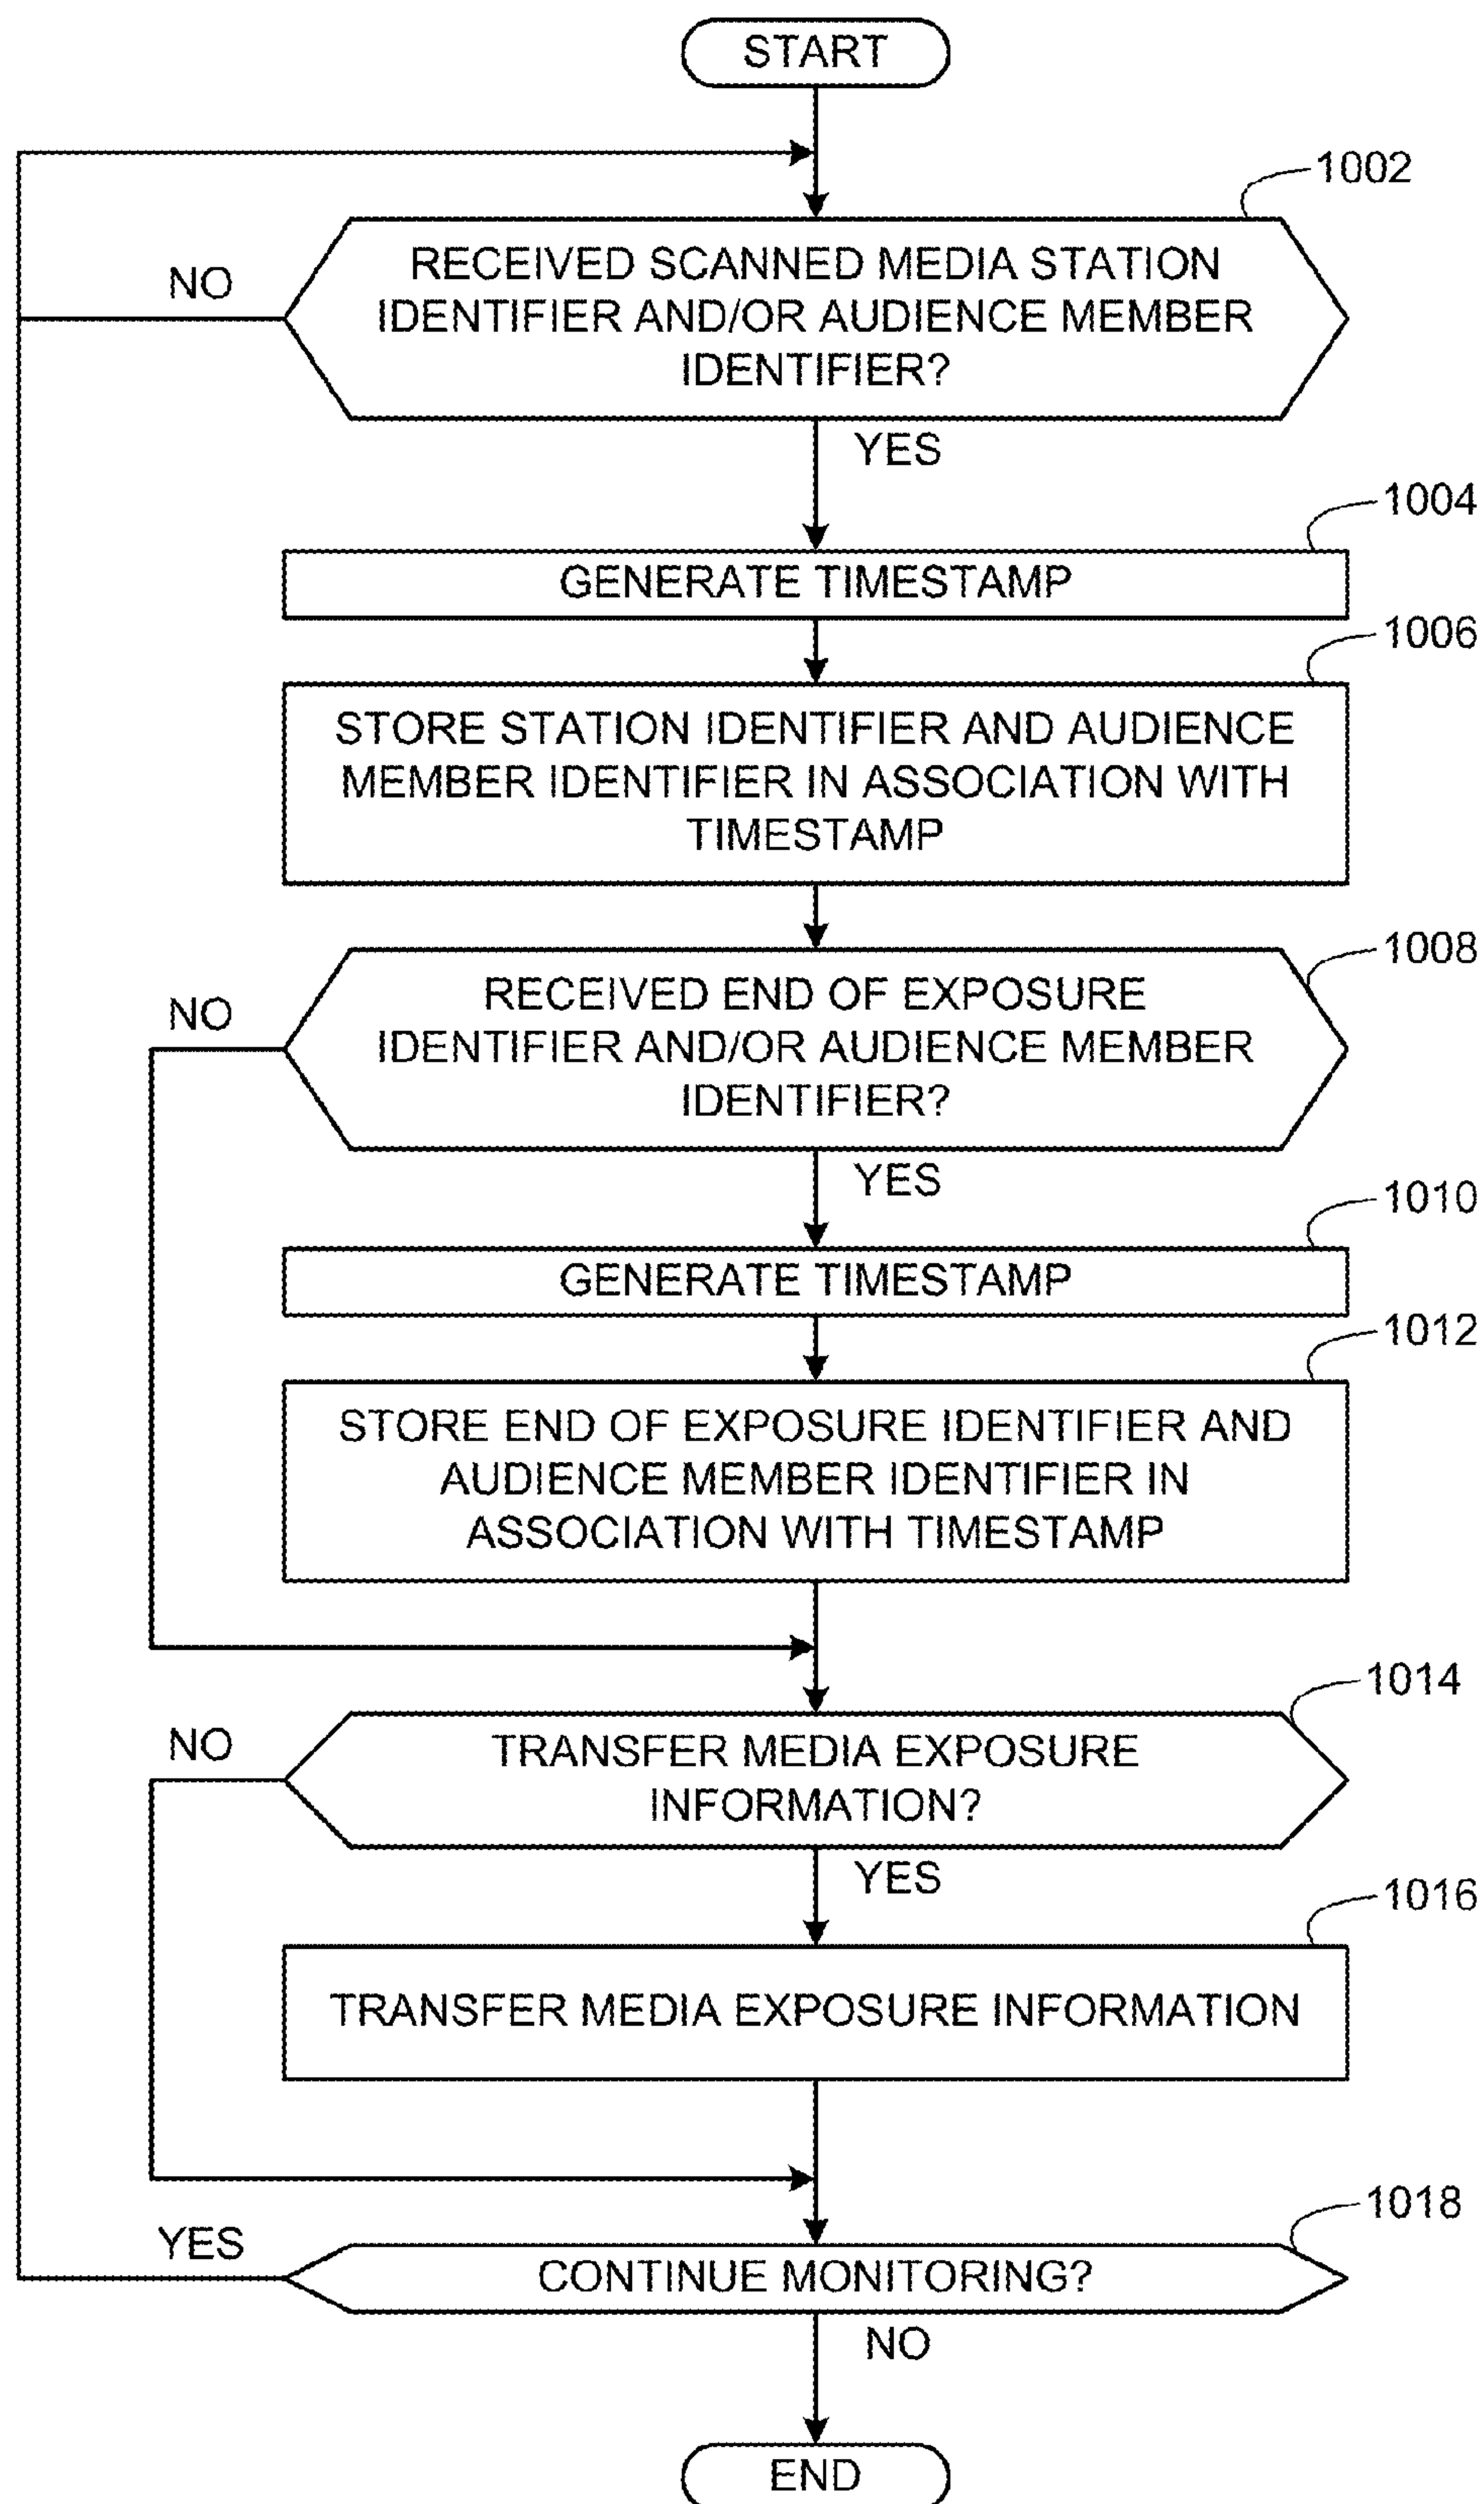 START
1002
RECEIVED SCANNED MEDIA STATION
IDENTIFIER AND/OR AUDIENCE MEMBER
IDENTIFIER?
NO
YES
1004
GENERATE TIMESTAMP
1006
STORE STATION IDENTIFIER AND AUDIENCE
MEMBER IDENTIFIER IN ASSOCIATION WITH
TIMESTAMP
1008
RECEIVED END OF EXPOSURE
IDENTIFIER AND/OR AUDIENCE MEMBER
IDENTIFIER?
NO
YES
1010
GENERATE TIMESTAMP
1012
STORE END OF EXPOSURE IDENTIFIER AND
AUDIENCE MEMBER IDENTIFIER IN
ASSOCIATION WITH TIMESTAMP
1014
TRANSFER MEDIA EXPOSURE
INFORMATION?
NO
YES
1016
TRANSFER MEDIA EXPOSURE INFORMATION
1018
YES
CONTINUE MONITORING?
NO
END